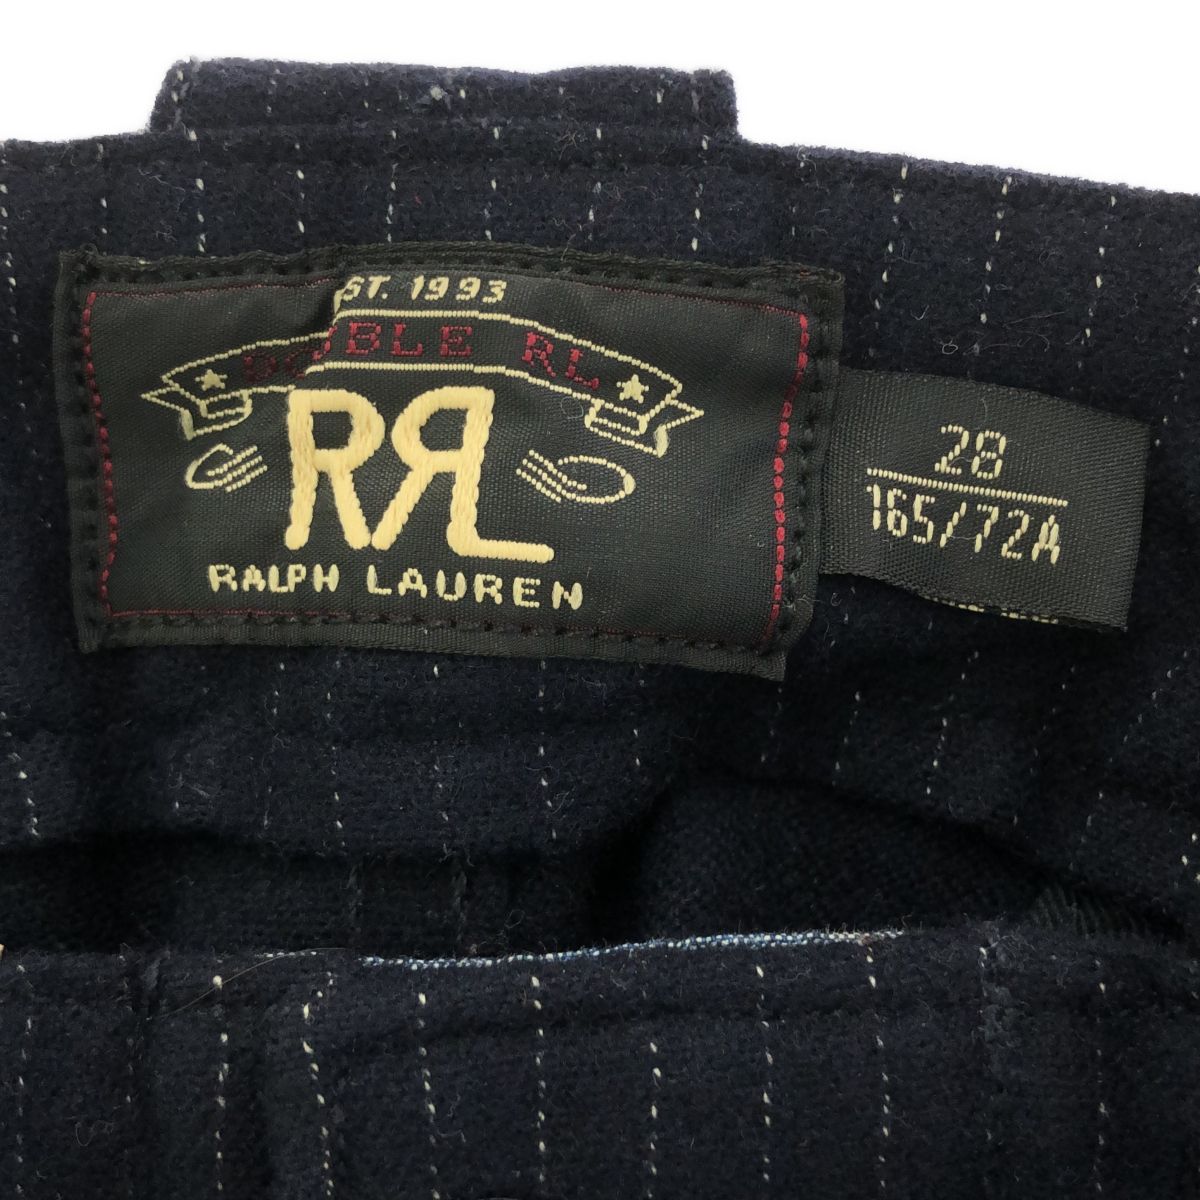 ST. 1993
DOUBLE RL
RRL
RALPH LAUREN
28
165/72A